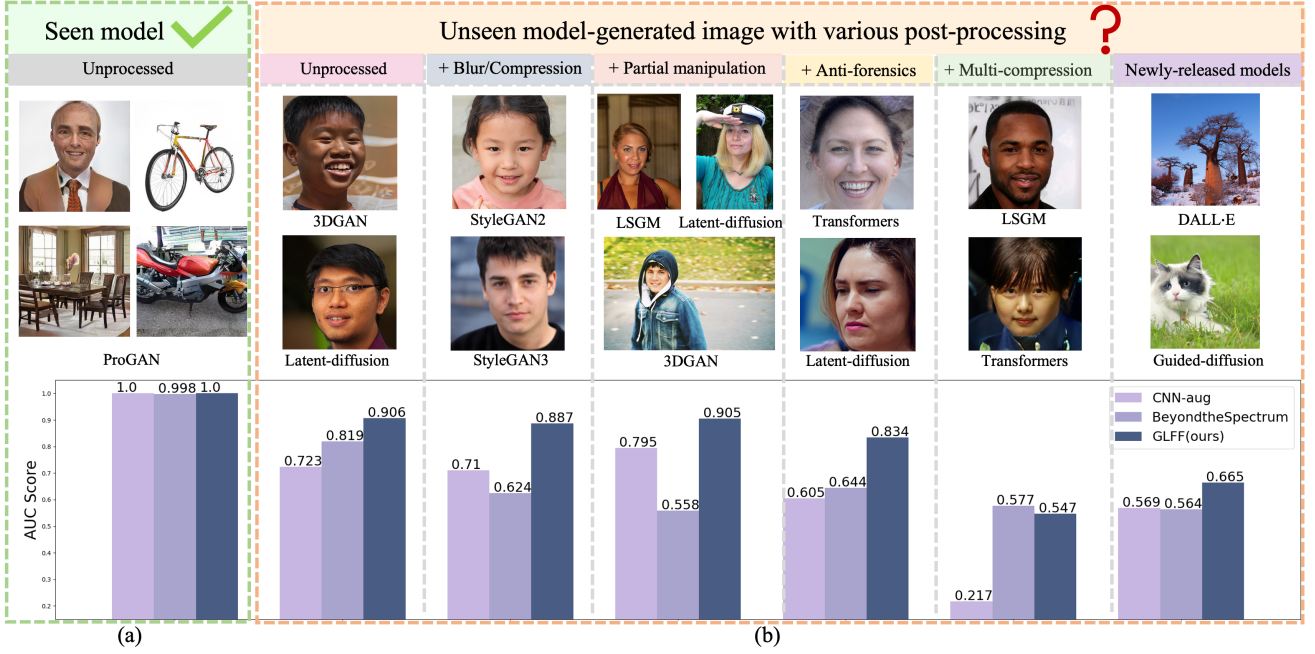 Seen model
Unseen model-generated image with various post-processing ?
Unprocessed
Unprocessed
+ Blur/Compression
+ Partial manipulation
+ Anti-forensics
+ Multi-compression
Newly-released models
3DGAN
StyleGAN2
LSGM
Latent-diffusion
Transformers
LSGM
DALL·E
ProGAN
Latent-diffusion
StyleGAN3
3DGAN
Latent-diffusion
Transformers
Guided-diffusion
AUC Score
1.0
0.9
0.8
0.7
0.6
0.5
0.4
0.3
0.2
1.0
0.998
1.0
0.723
0.819
0.906
0.71
0.624
0.887
0.795
0.558
0.905
0.605
0.644
0.834
0.217
0.577
0.547
0.569
0.564
0.665
CNN-aug
BeyondtheSpectrum
GLFF(ours)
(a)
(b)